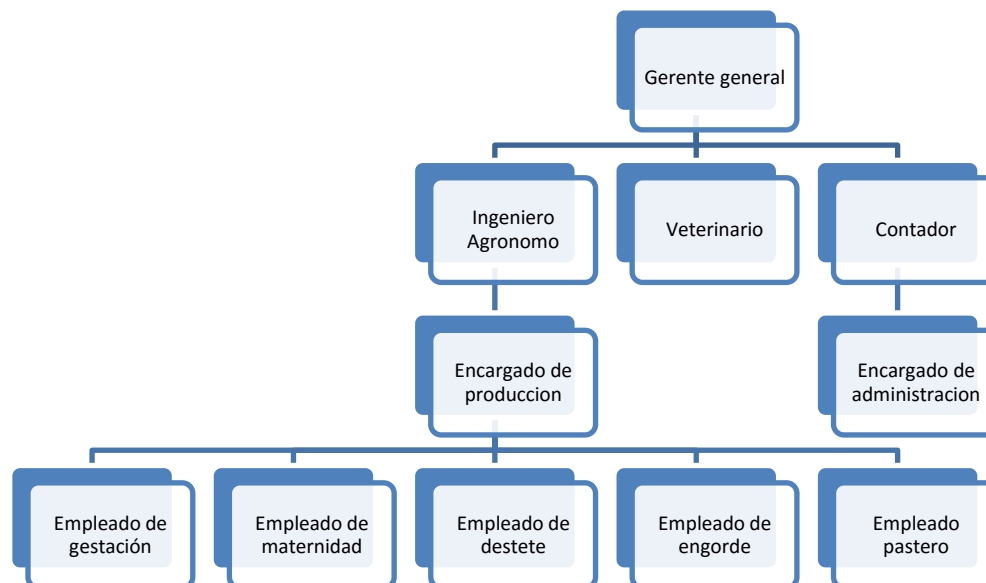 Gerente general
Ingeniero
Agronomo
Veterinario
Contador
Encargado de
produccion
Encargado de
administracion
Empleado de
gestación
Empleado de
maternidad
Empleado de
destete
Empleado de
engorde
Empleado
pastero